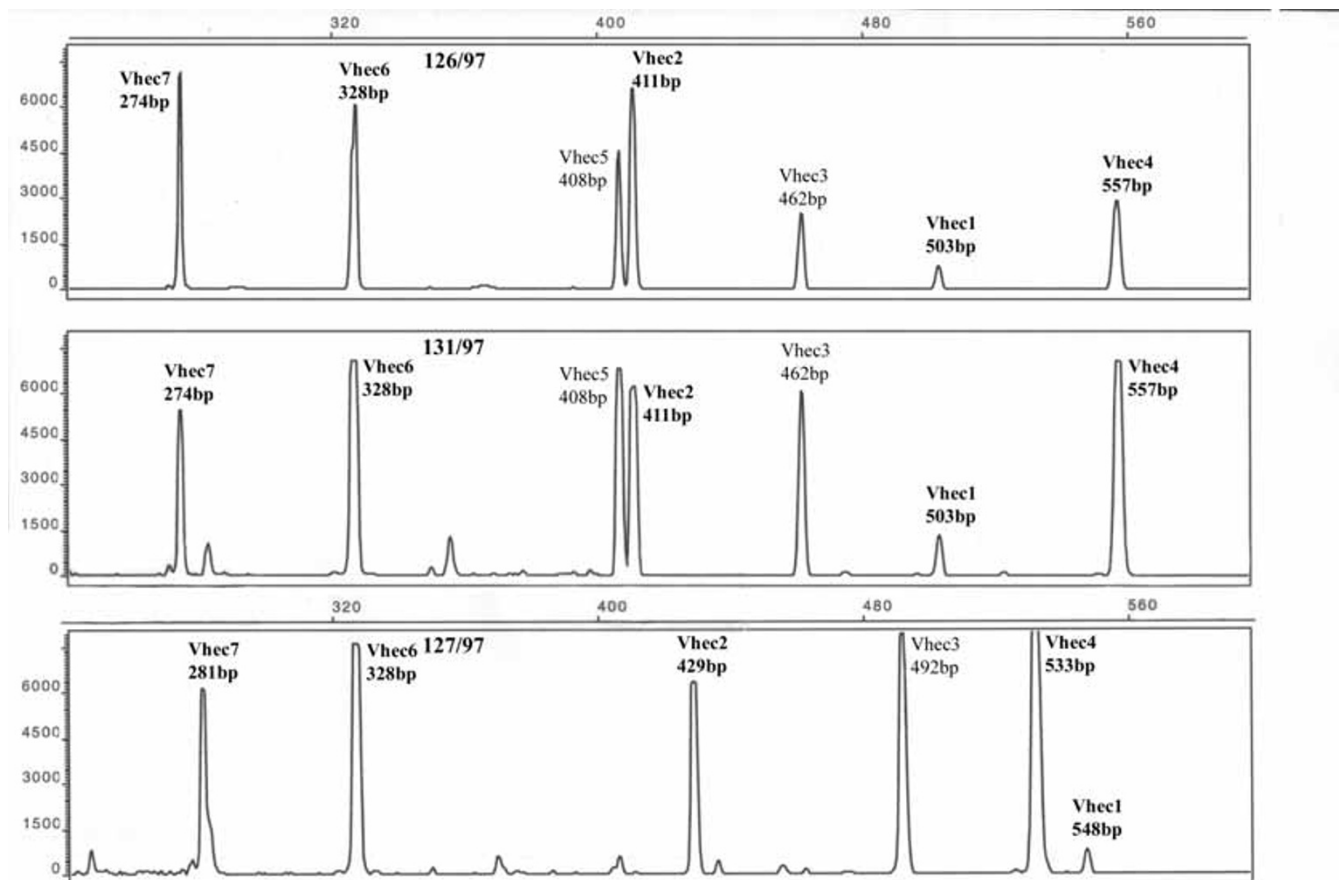 320 400 480 560
126/97
Vhec7
274bp
Vhec6
328bp
Vhec5
408bp
Vhec2
411bp
Vhec3
462bp
Vhec1
503bp
Vhec4
557bp
6000
4500
3000
1500
0
131/97
Vhec7
274bp
Vhec6
328bp
Vhec5
408bp
Vhec2
411bp
Vhec3
462bp
Vhec1
503bp
Vhec4
557bp
6000
4500
3000
1500
0
320 400 480 560
127/97
Vhec7
281bp
Vhec6
328bp
Vhec2
429bp
Vhec3
492bp
Vhec4
533bp
Vhec1
548bp
6000
4500
3000
1500
0